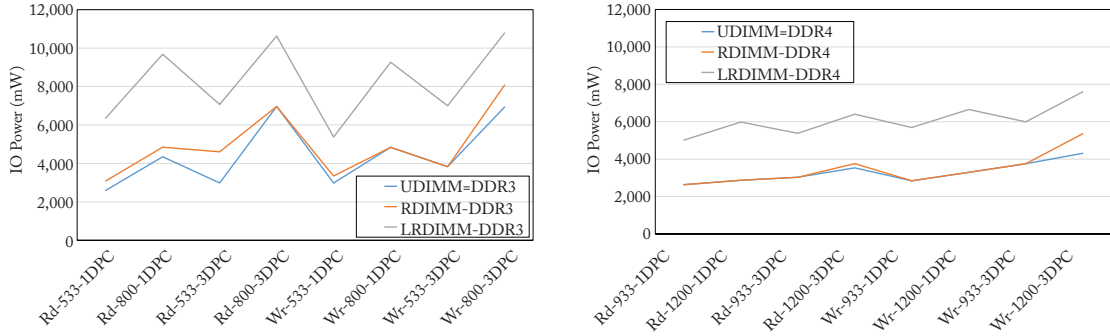 IO Power (mW)
12,000
10,000
8,000
6,000
4,000
2,000
0
UDIMM=DDR3
RDIMM-DDR3
LRDIMM-DDR3
Rd-533-1DPC
Rd-800-1DPC
Rd-533-3DPC
Rd-800-3DPC
Wr-533-1DPC
Wr-800-1DPC
Wr-533-3DPC
Wr-800-3DPC
IO Power (mW)
12,000
10,000
8,000
6,000
4,000
2,000
0
UDIMM=DDR4
RDIMM-DDR4
LRDIMM-DDR4
Rd-933-1DPC
Rd-1200-1DPC
Rd-933-3DPC
Rd-1200-3DPC
Wr-933-1DPC
Wr-1200-1DPC
Wr-933-3DPC
Wr-1200-3DPC